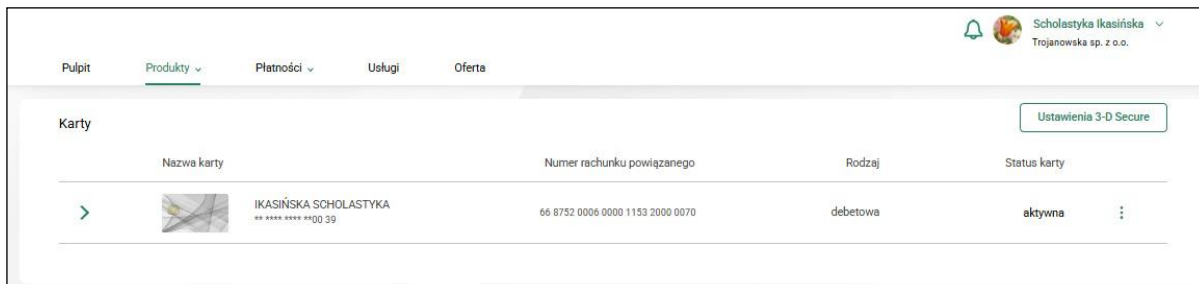 Scholastyka Ikasińska
Trojanowska sp. z o.o.
Pulpit Produkty Płatności Usługi Oferta
Karty
Ustawienia 3-D Secure
Nazwa karty Numer rachunku powiązanego Rodzaj Status karty
IKASIŃSKA SCHOLASTYKA
** **** **** **00 39
66 8752 0006 0000 1153 2000 0070 debetowa aktywna